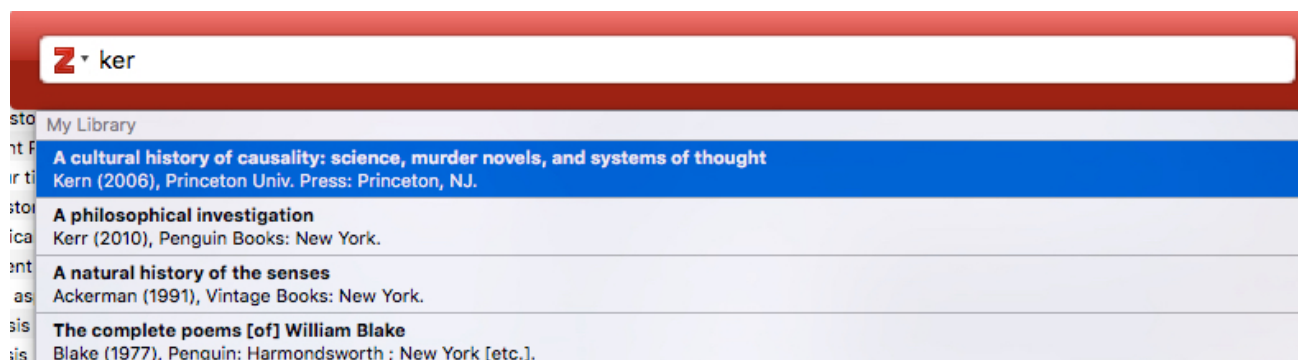 Z ker
My Library
A cultural history of causality: science, murder novels, and systems of thought
Kern (2006), Princeton Univ. Press: Princeton, NJ.
A philosophical investigation
Kerr (2010), Penguin Books: New York.
A natural history of the senses
Ackerman (1991), Vintage Books: New York.
The complete poems [of] William Blake
Blake (1977), Penguin: Harmondsworth ; New York [etc.].